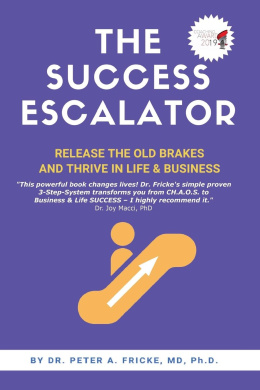 THE
SUCCESS
ESCALATOR
2019
RELEASE THE OLD BRAKES
AND THRIVE IN LIFE & BUSINESS
"This powerful book changes lives! Dr. Fricke's simple proven
3-Step-System transforms you from CH.A.O.S. to
Business & Life SUCCESS – I highly recommend it."
Dr. Joy Macci, PhD
BY DR. PETER A. FRICKE, MD, Ph.D.